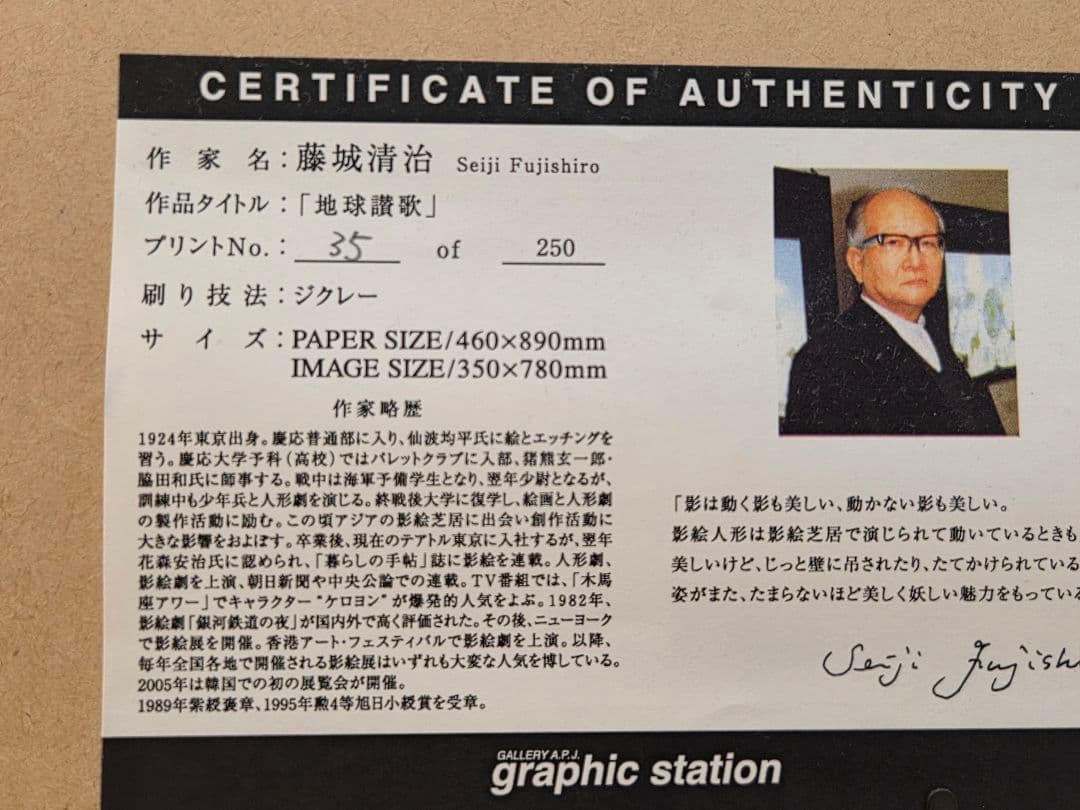 CERTIFICATE OF AUTHENTICITY
作家名：藤城清治 Seiji Fujishiro
作品タイトル：「地球讃歌」
プリントNo.： 35 of 250
刷り技法：ジクレー
サイズ：PAPER SIZE/460×890mm
IMAGE SIZE/350×780mm
作家略歴
1924年東京出身。慶応普通部に入り、仙波均平氏に絵とエッチングを
習う。慶応大学予科（高校）ではパレットクラブに入部、猪熊玄一郎・
脇田和氏に師事する。戦中は海軍予備学生となり、翌年少尉となるが、
訓練中も少年兵と人形劇を演じる。終戦後大学に復学し、絵画と人形劇
の製作活動に励む。この頃アジアの影絵芝居に出会い創作活動に
大きな影響をおよぼす。卒業後、現在のテアトル東京に入社するが、翌年
花森安治氏に認められ、「暮らしの手帖」誌に影絵を連載。人形劇、
影絵劇を上演、朝日新聞や中央公論での連載。TV番組では、「木馬
座アワー」でキャラクター“ケロヨン”が爆発的人気をよぶ。1982年、
影絵劇「銀河鉄道の夜」が国内外で高く評価された。その後、ニューヨーク
で影絵展を開催。香港アート・フェスティバルで影絵劇を上演。以降、
毎年全国各地で開催される影絵展はいずれも大変な人気を博している。
2005年は韓国での初の展覧会が開催。
1989年紫綬褒章、1995年勲4等旭日小綬賞を受章。
「影は動く影も美しい、動かない影も美しい。
影絵人形は影絵芝居で演じられて動いているときも
美しいけど、じっと壁に吊されたり、たてかけられている
姿がまた、たまらないほど美しく妖しい魅力をもっている
Seiji Fujish
GALLERY A.P.J.
graphic station